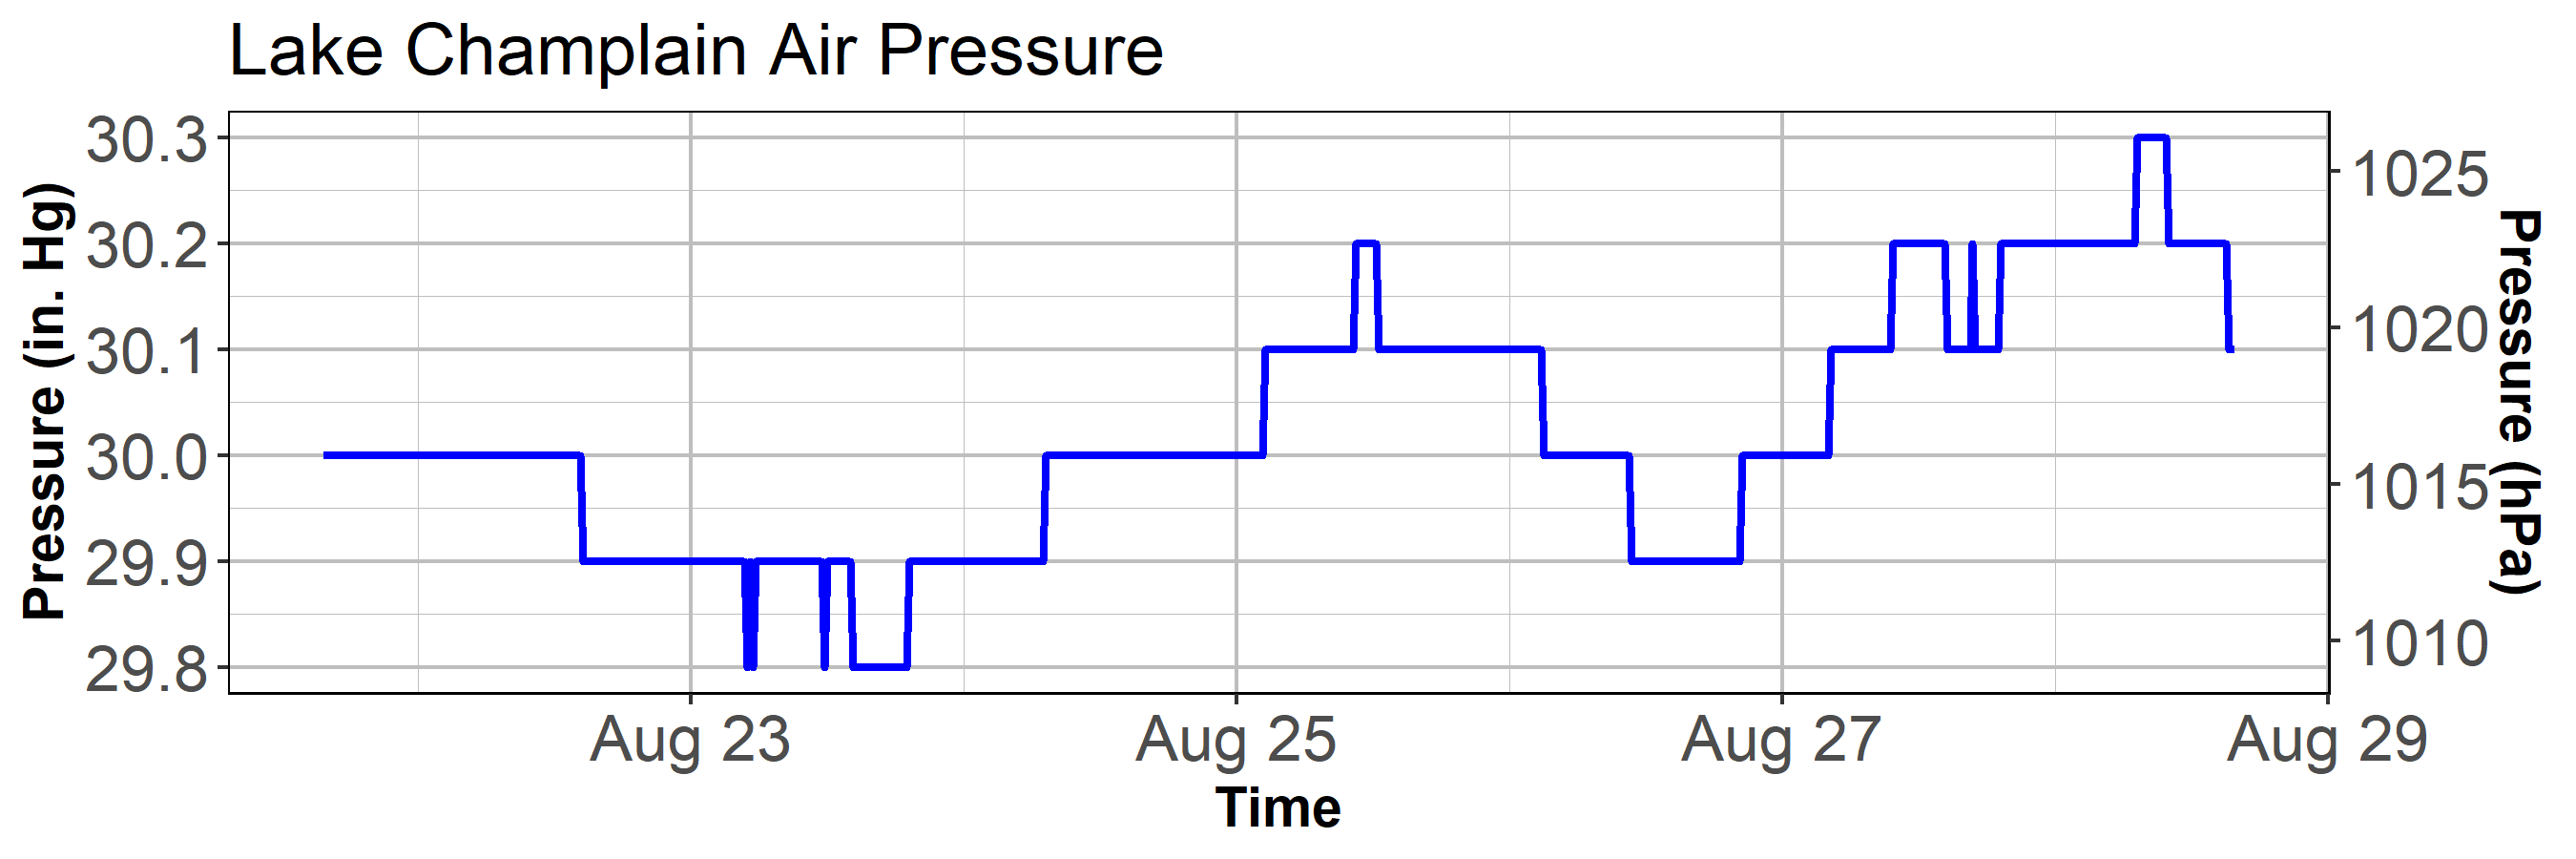 Lake Champlain Air Pressure
Pressure (in. Hg)
30.3
30.2
30.1
30.0
29.9
29.8
1025
1020
1015
1010
Pressure (hPa)
Aug 23 Aug 25 Aug 27 Aug 29
Time